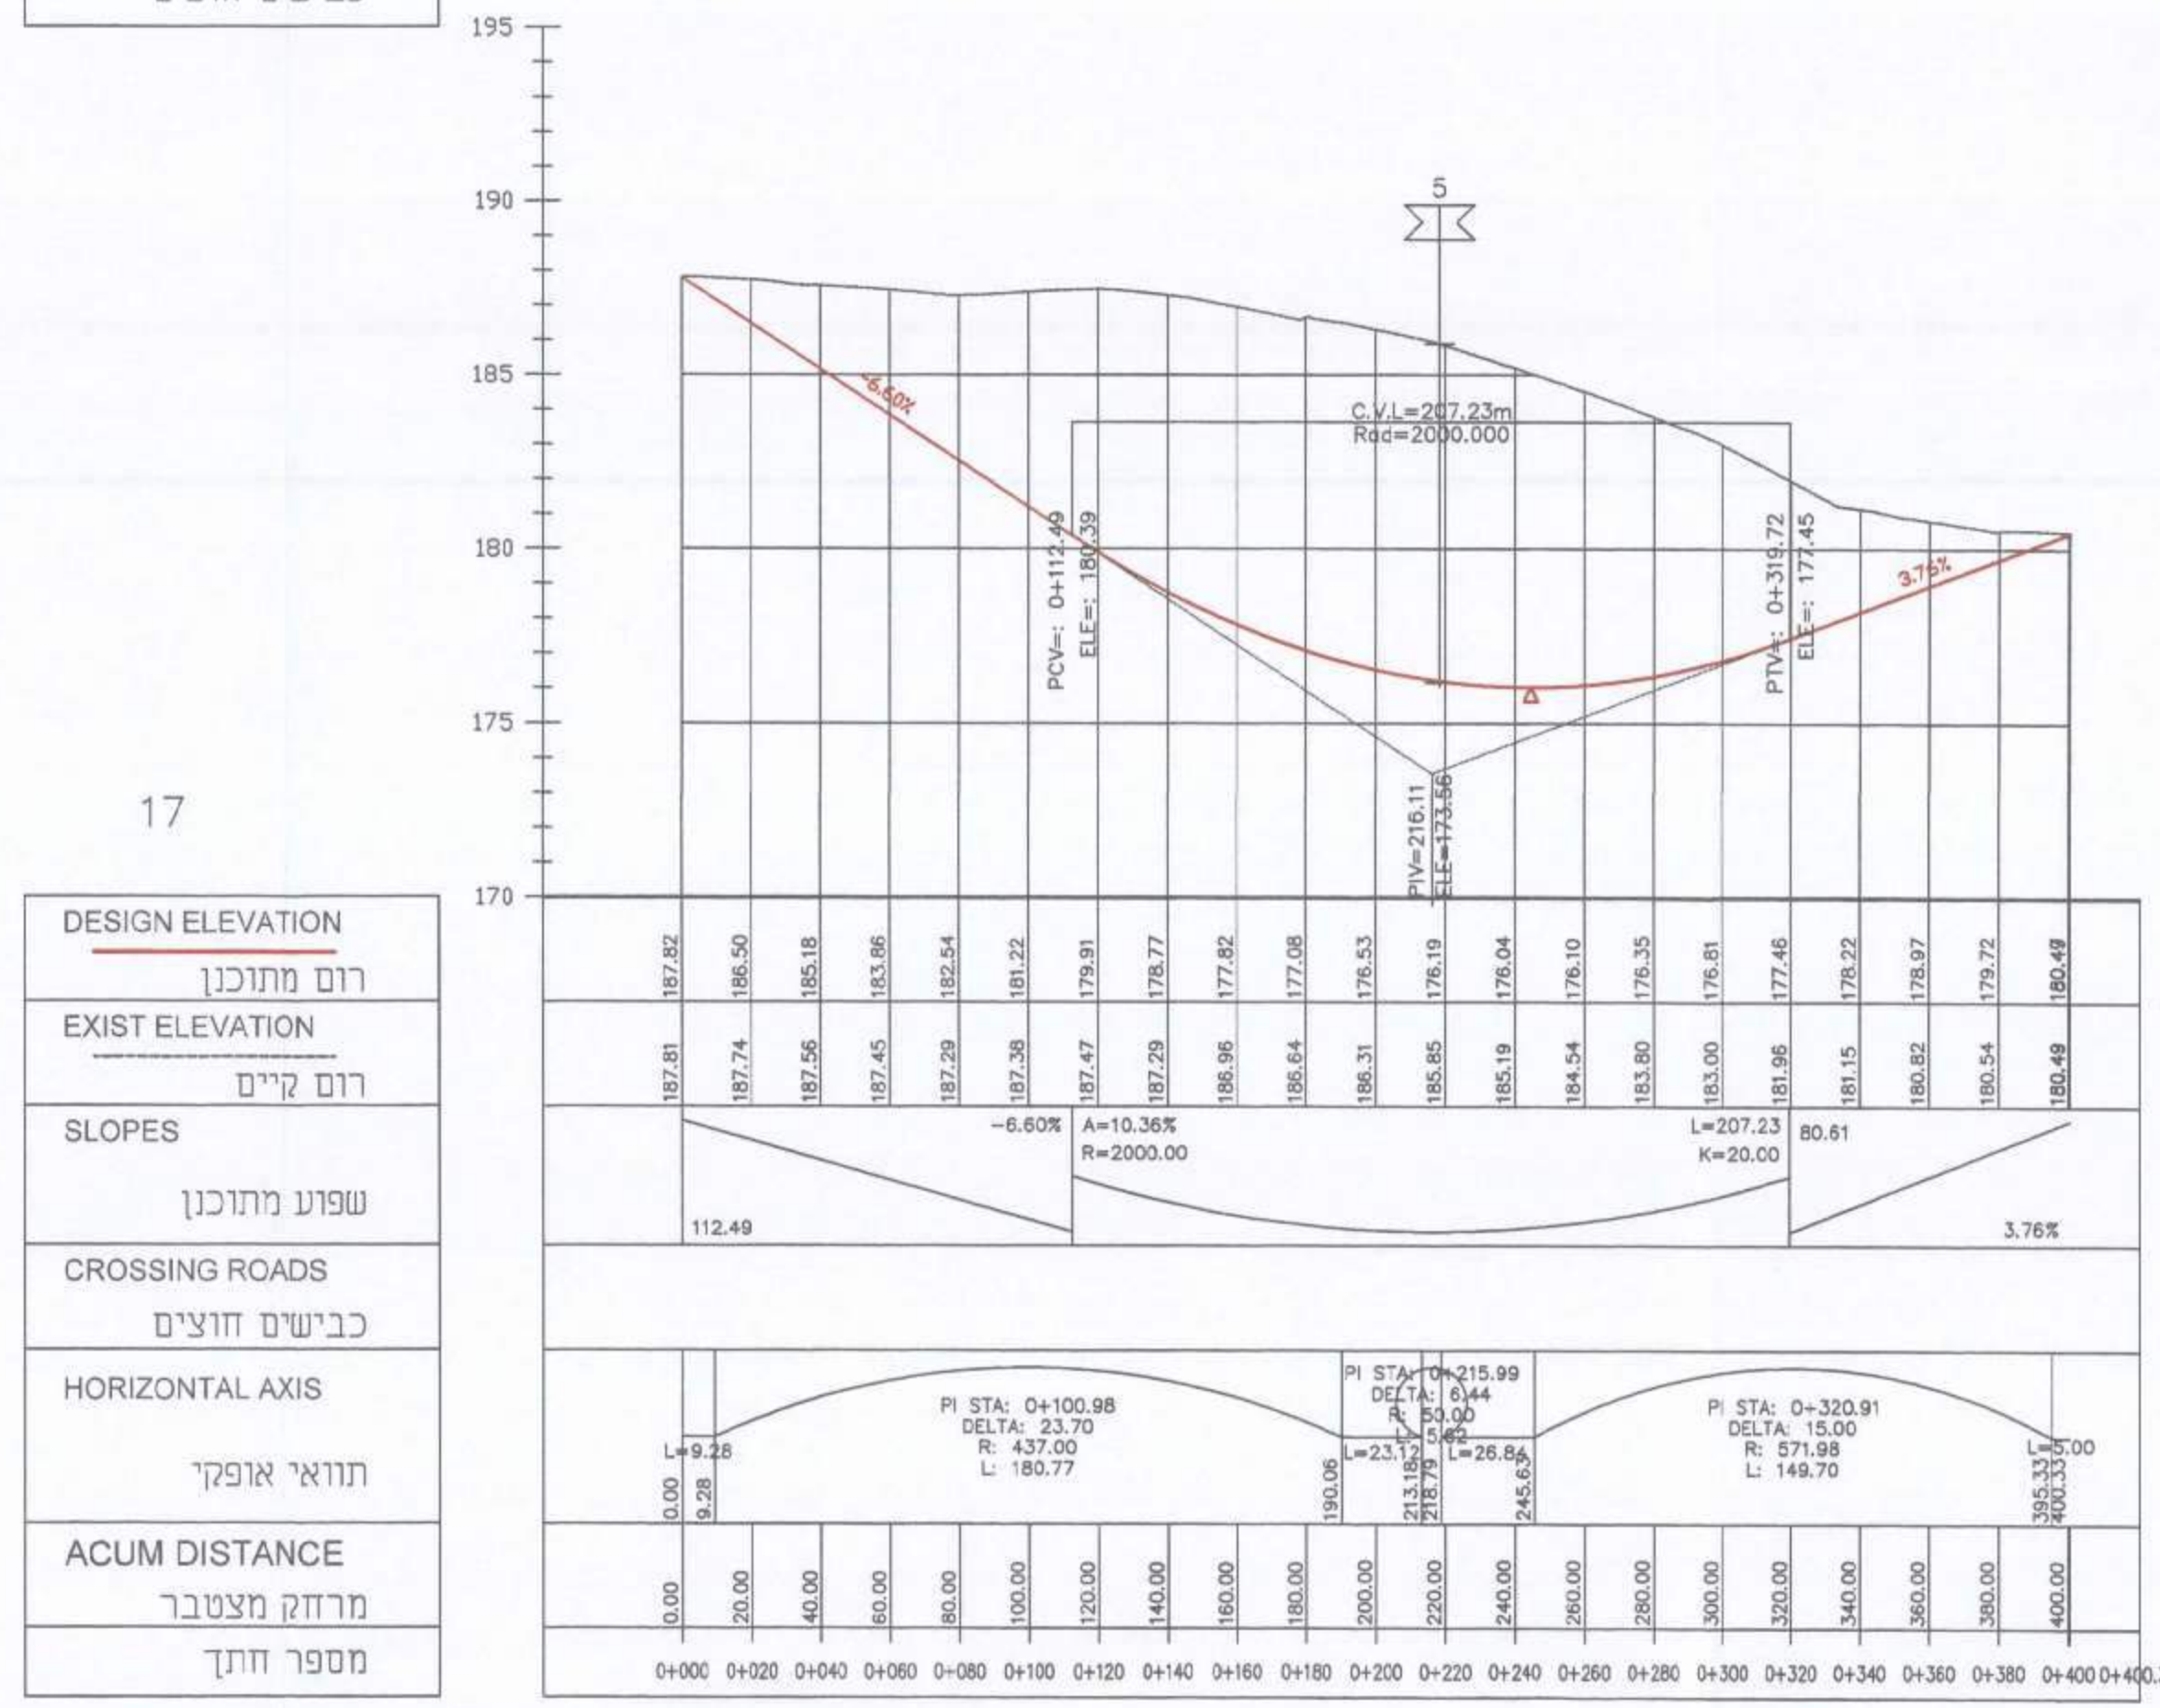 195
190
185
180
175
170
5
-6.60%
C.V.L=207.23m
Rad=2000.000
PCV=: 0+112.49
ELE=: 180.39
PTV=: 0+319.72
ELE=: 177.45
3.76%
PIV=216.11
ELE=173.56
17
DESIGN ELEVATION
רום מתוכנן
187.82 186.50 185.18 183.86 182.54 181.22 179.91 178.77 177.82 177.08 176.53 176.19 176.04 176.10 176.35 176.81 177.46 178.22 178.97 179.72
EXIST ELEVATION
רום קיים
187.81 187.74 187.56 187.45 187.29 187.38 187.47 187.29 186.96 186.64 186.31 185.85 185.19 184.54 183.80 183.00 181.96 181.15 180.82 180.54 180.49
SLOPES
שפוע מתוכנן
112.49
-6.60%
A=10.36%
R=2000.00
L=207.23
K=20.00
80.61
3.76%
CROSSING ROADS
כבישים חוצים
HORIZONTAL AXIS
תוואי אופקי
L=9.28
0.00 9.28
PI STA: 0+100.98
DELTA: 23.70
R: 437.00
L: 180.77
190.06
L=23.12
PI STA: 0+215.99
DELTA: 6.44
R: 50.00
L: 5.62
213.18 218.79
L=26.84
245.63
PI STA: 0+320.91
DELTA: 15.00
R: 571.98
L: 149.70
L=5.00
395.33 400.33
ACUM DISTANCE
מרחק מצטבר
0.00 20.00 40.00 60.00 80.00 100.00 120.00 140.00 160.00 180.00 200.00 220.00 240.00 260.00 280.00 300.00 320.00 340.00 360.00 380.00 400.00
מספר חתך
0+000 0+020 0+040 0+060 0+080 0+100 0+120 0+140 0+160 0+180 0+200 0+220 0+240 0+260 0+280 0+300 0+320 0+340 0+360 0+380 0+400 0+400.